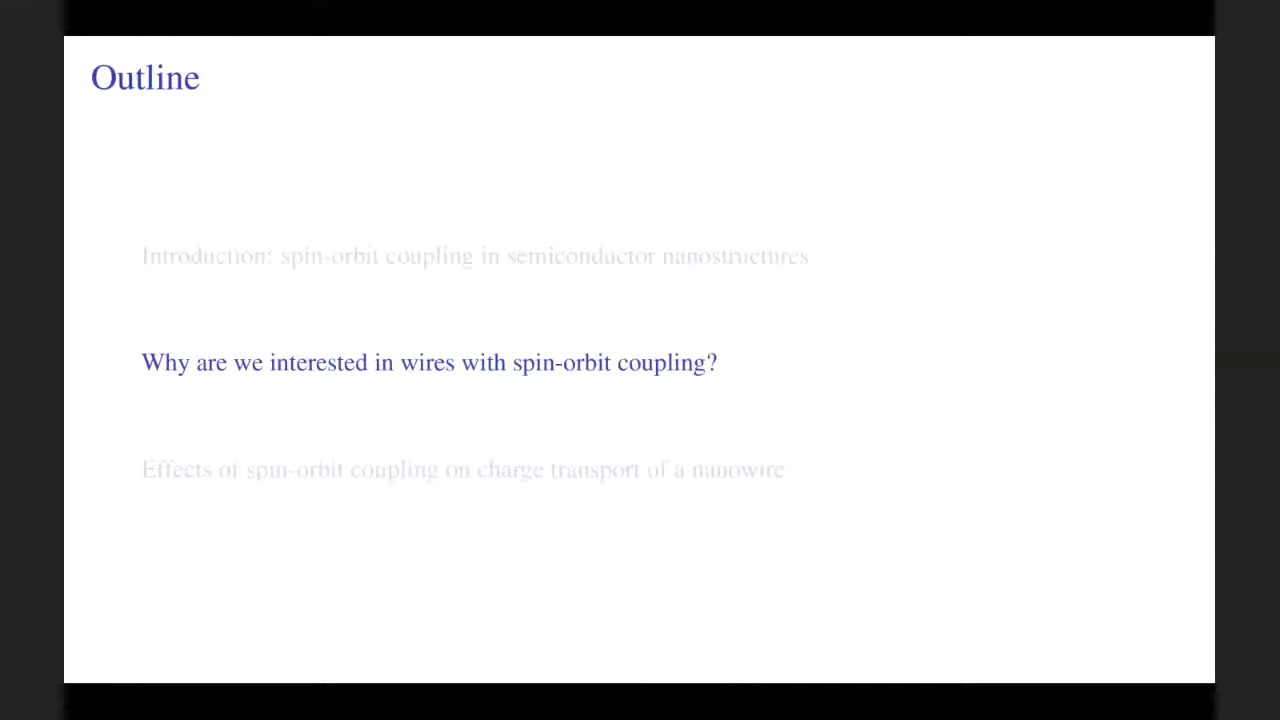 Outline
Introduction: spin-orbit coupling in semiconductor nanostructures
Why are we interested in wires with spin-orbit coupling?
Effects of spin-orbit coupling on charge transport of a nanowire